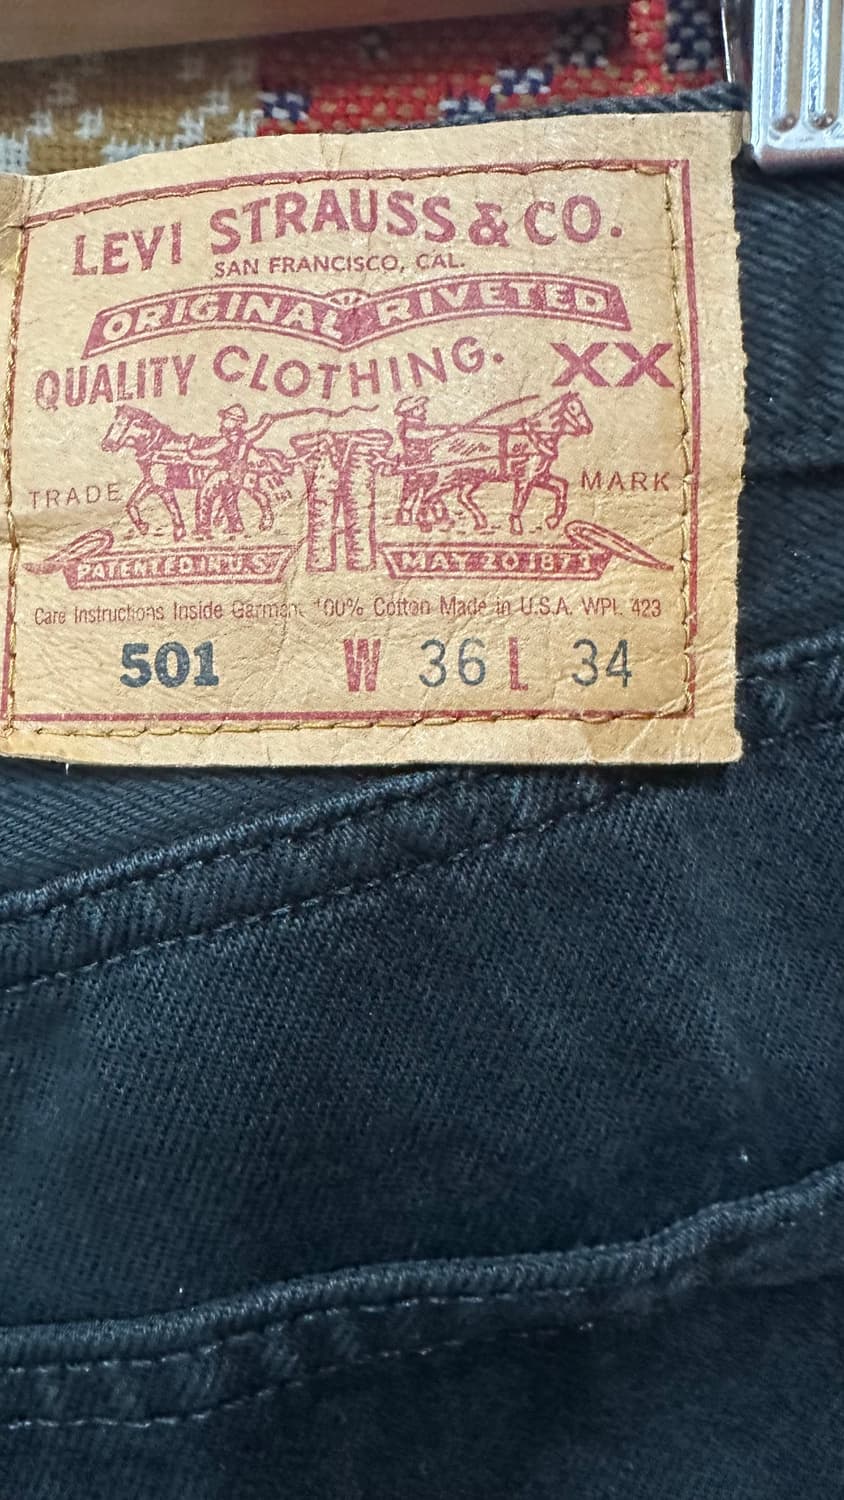 LEVI STRAUSS & CO.
SAN FRANCISCO, CAL.
ORIGINAL RIVETED
QUALITY CLOTHING. XX
TRADE MARK
PATENTED IN U.S. MAY 20 1873
Care Instructions Inside Garment 100% Cotton Made in U.S.A. WPL 423
501 W 36 L 34